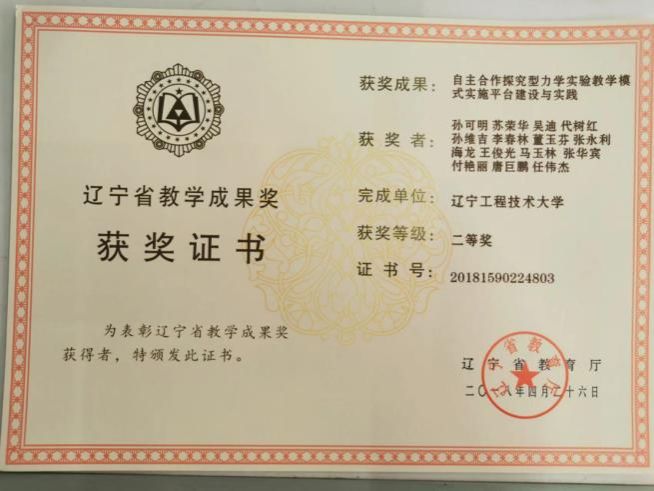 辽宁省教学成果奖
获奖证书
为表彰辽宁省教学成果奖
获得者，特颁发此证书。
获奖成果：自主合作探究型力学实验教学模
式实施平台建设与实践
获奖者：孙可明 苏荣华 吴迪 代树红
孙维吉 李春林 董玉芬 张永利
海龙 王俊光 马玉林 张华宾
付艳丽 唐巨鹏 任伟杰
完成单位：辽宁工程技术大学
获奖等级：二等奖
证书号：20181590224803
辽宁省教育厅
二〇一八年四月二十六日
辽宁省教育厅